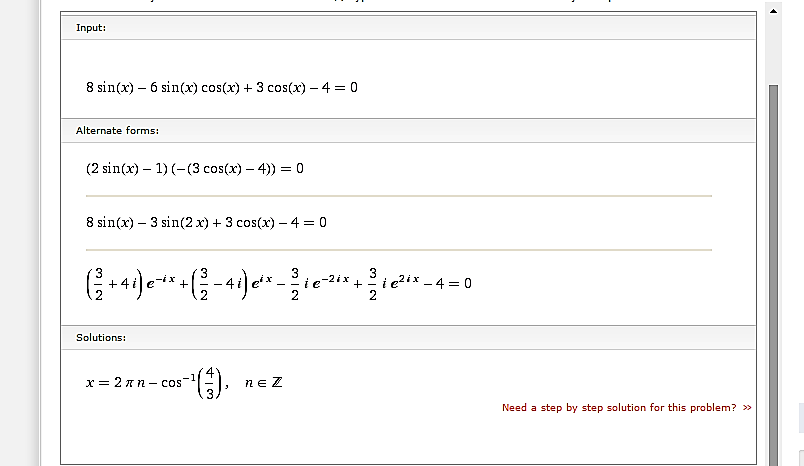 Input:
8 sin(x) – 6 sin(x) cos(x) + 3 cos(x) – 4 = 0
Alternate forms:
(2 sin(x) – 1) (–(3 cos(x) – 4)) = 0
8 sin(x) – 3 sin(2 x) + 3 cos(x) – 4 = 0
(3/2 + 4 i) e^(–i x) + (3/2 – 4 i) e^(i x) – 3/2 i e^(–2 i x) + 3/2 i e^(2 i x) – 4 = 0
Solutions:
x = 2 π n – cos⁻¹(4/3), n ∈ ℤ
Need a step by step solution for this problem? >>